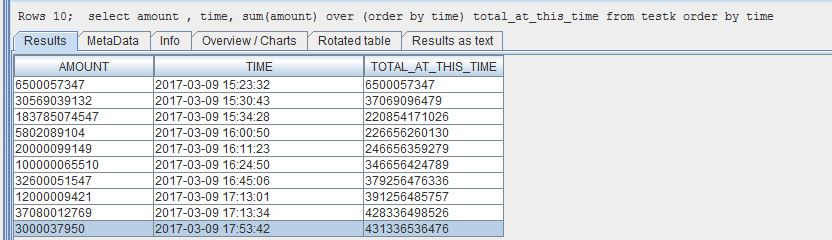 Rows 10; select amount , time, sum(amount) over (order by time) total_at_this_time from testk order by time
Results MetaData Info Overview / Charts Rotated table Results as text
AMOUNT TIME TOTAL_AT_THIS_TIME
6500057347 2017-03-09 15:23:32 6500057347
30569039132 2017-03-09 15:30:43 37069096479
183785074547 2017-03-09 15:34:28 220854171026
5802089104 2017-03-09 16:00:50 226656260130
20000099149 2017-03-09 16:11:23 246656359279
100000065510 2017-03-09 16:24:50 346656424789
32600051547 2017-03-09 16:45:06 379256476336
12000009421 2017-03-09 17:13:01 391256485757
37080012769 2017-03-09 17:13:34 428336498526
3000037950 2017-03-09 17:53:42 431336536476